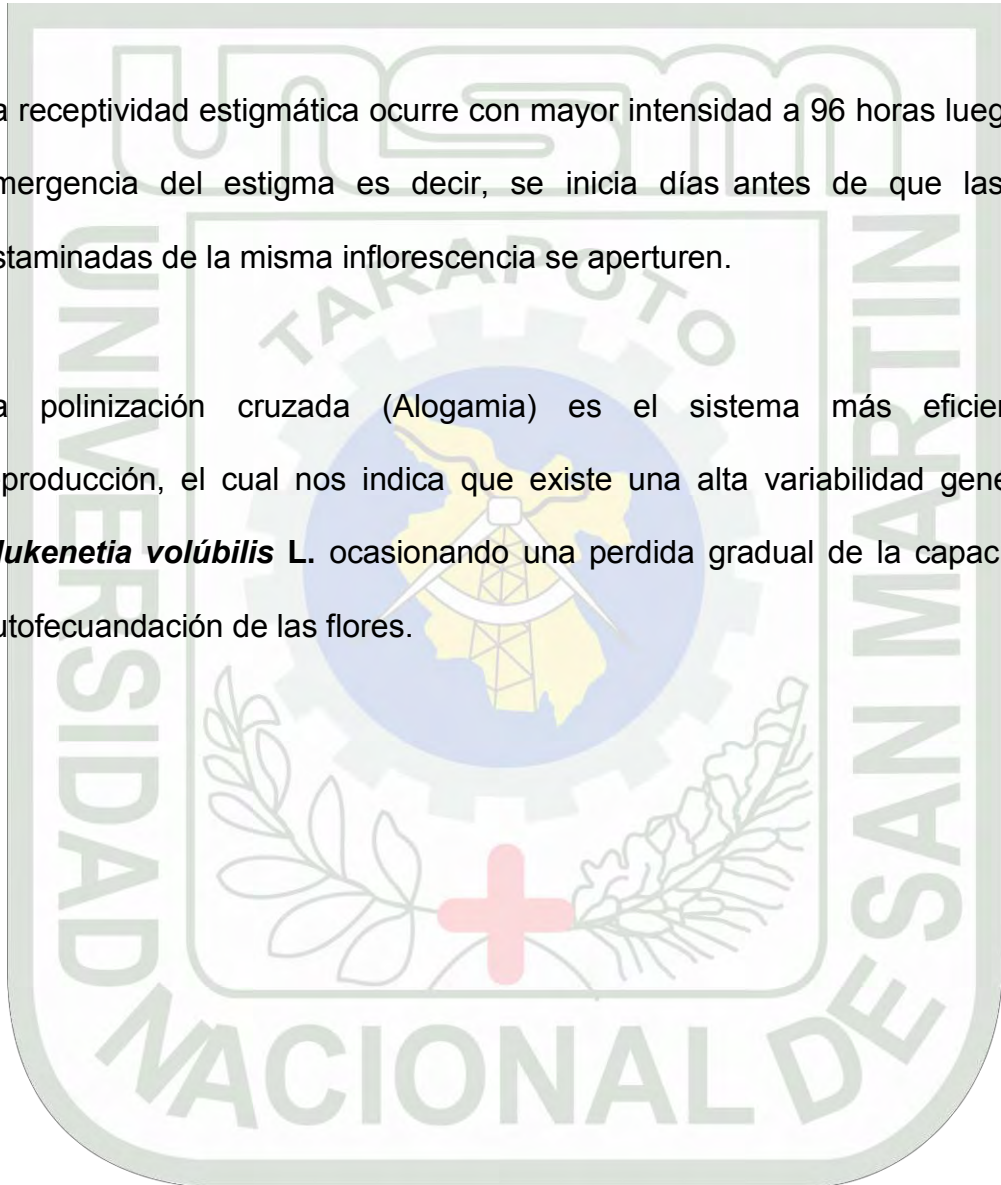 a receptividad estigmática ocurre con mayor intensidad a 96 horas lueg
mergencia del estigma es decir, se inicia días antes de que las
staminadas de la misma inflorescencia se aperturen.
a polinización cruzada (Alogamia) es el sistema más eficie
producción, el cual nos indica que existe una alta variabilidad gene
lukenetia volúbilis L. ocasionando una perdida gradual de la capac
utofecuandación de las flores.
unsm
TARAPOTO
UNIVERSIDAD
NACIONAL DE
SAN MARTIN